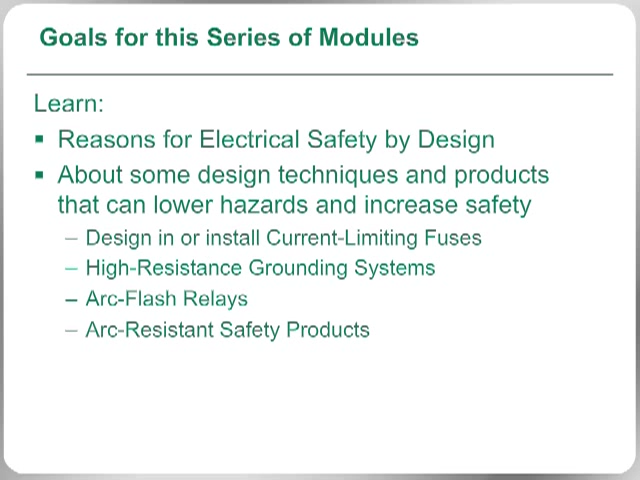 Goals for this Series of Modules
Learn:
▪ Reasons for Electrical Safety by Design
▪ About some design techniques and products
that can lower hazards and increase safety
– Design in or install Current-Limiting Fuses
– High-Resistance Grounding Systems
– Arc-Flash Relays
– Arc-Resistant Safety Products